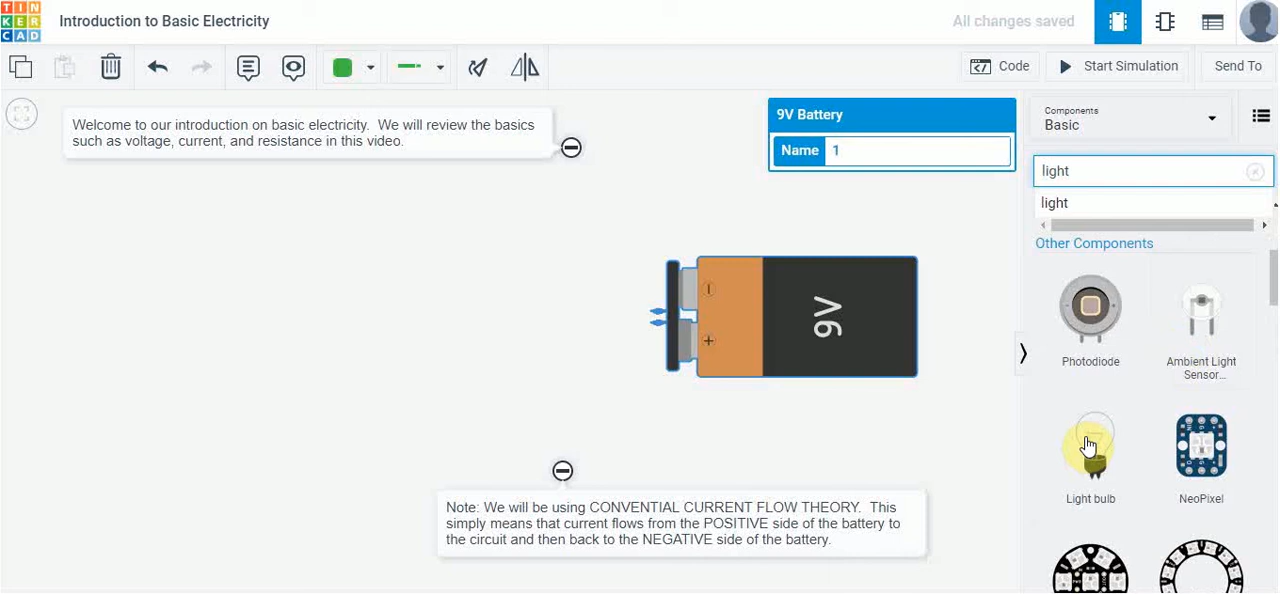 TIN
KER
CAD
Introduction to Basic Electricity
All changes saved
Code
Start Simulation
Send To
Welcome to our introduction on basic electricity. We will review the basics
such as voltage, current, and resistance in this video.
9V Battery
Name 1
Components
Basic
light
light
Other Components
9V
Photodiode
Ambient Light
Sensor...
Light bulb
NeoPixel
Note: We will be using CONVENTIAL CURRENT FLOW THEORY. This
simply means that current flows from the POSITIVE side of the battery to
the circuit and then back to the NEGATIVE side of the battery.